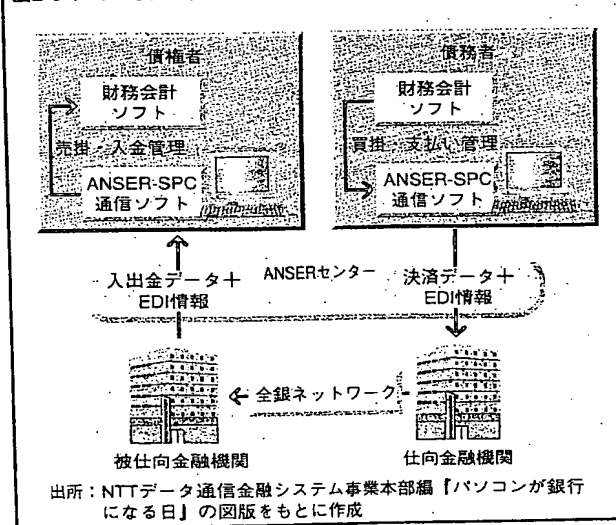 債権者
財務会計
ソフト
売掛・入金管理
ANSER-SPC
通信ソフト
債務者
財務会計
ソフト
買掛・支払い管理
ANSER-SPC
通信ソフト
入出金データ＋
EDI情報
ANSERセンター
決済データ＋
EDI情報
全銀ネットワーク
被仕向金融機関
仕向金融機関
出所：NTTデータ通信金融システム事業本部編『パソコンが銀行
になる日』の図版をもとに作成